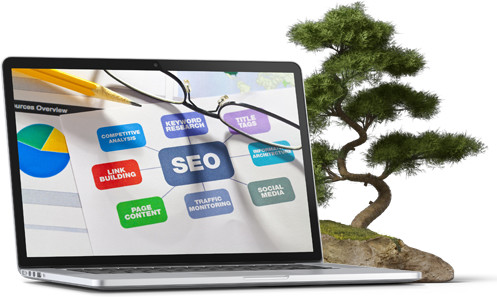 ources Overview
COMPETITIVE
ANALYSIS
KEYWORD
RESEARCH
TITLE
TAGS
LINK
BUILDING
SEO
INFORMATION
ARCHITECTURE
PAGE
CONTENT
TRAFFIC
MONITORING
SOCIAL
MEDIA